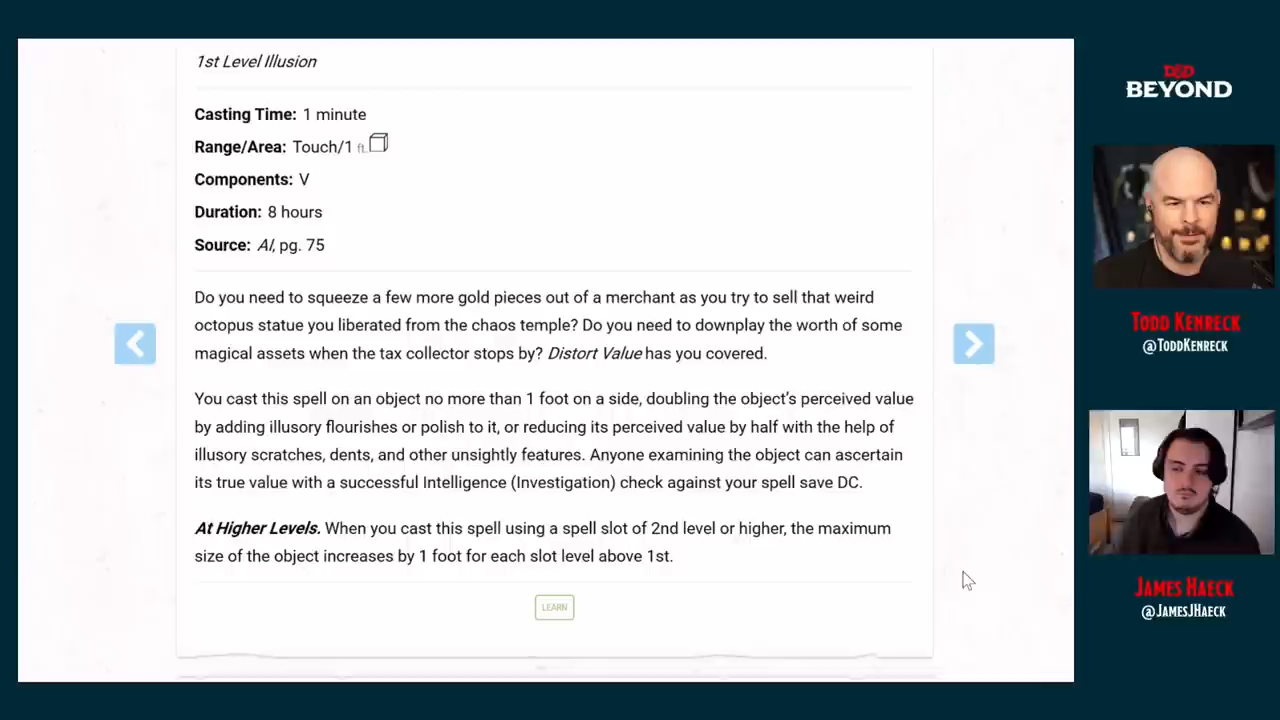 1st Level Illusion
Casting Time: 1 minute
Range/Area: Touch/1 ft.
Components: V
Duration: 8 hours
Source: AI, pg. 75
Do you need to squeeze a few more gold pieces out of a merchant as you try to sell that weird
octopus statue you liberated from the chaos temple? Do you need to downplay the worth of some
magical assets when the tax collector stops by? Distort Value has you covered.
You cast this spell on an object no more than 1 foot on a side, doubling the object’s perceived value
by adding illusory flourishes or polish to it, or reducing its perceived value by half with the help of
illusory scratches, dents, and other unsightly features. Anyone examining the object can ascertain
its true value with a successful Intelligence (Investigation) check against your spell save DC.
At Higher Levels. When you cast this spell using a spell slot of 2nd level or higher, the maximum
size of the object increases by 1 foot for each slot level above 1st.
LEARN
D&D
BEYOND
Todd Kenreck
@ToddKenreck
James Haeck
@JamesJHaeck